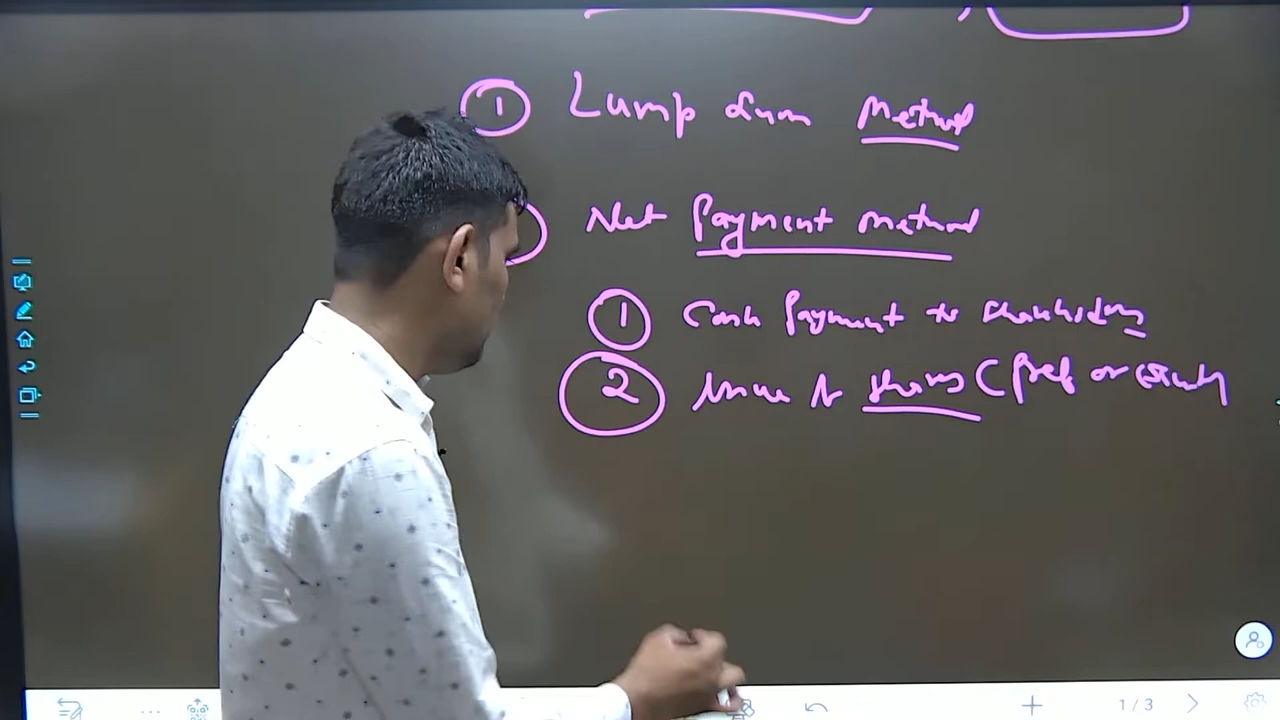 ① Lump Sum Method
Net Payment Method
① Cash Payment to Shareholders
② Issue of Shares (Pref or Equity
1/3